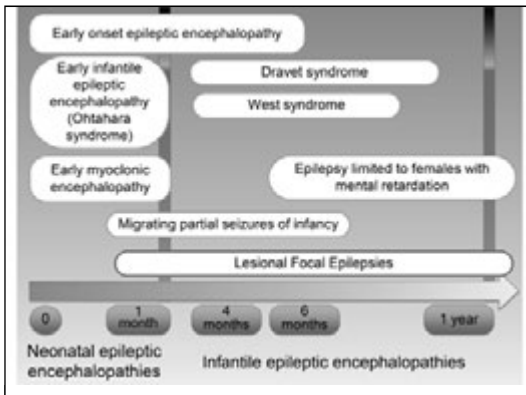 Early onset epileptic encephalopathy
Early infantile
epileptic
encephalopathy
(Ohtahara
syndrome)
Dravet syndrome
West syndrome
Early myoclonic
encephalopathy
Epilepsy limited to females with
mental retardation
Migrating partial seizures of infancy
Lesional Focal Epilepsies
0
1
month
4
months
6
months
1 year
Neonatal epileptic
encephalopathies
Infantile epileptic encephalopathies